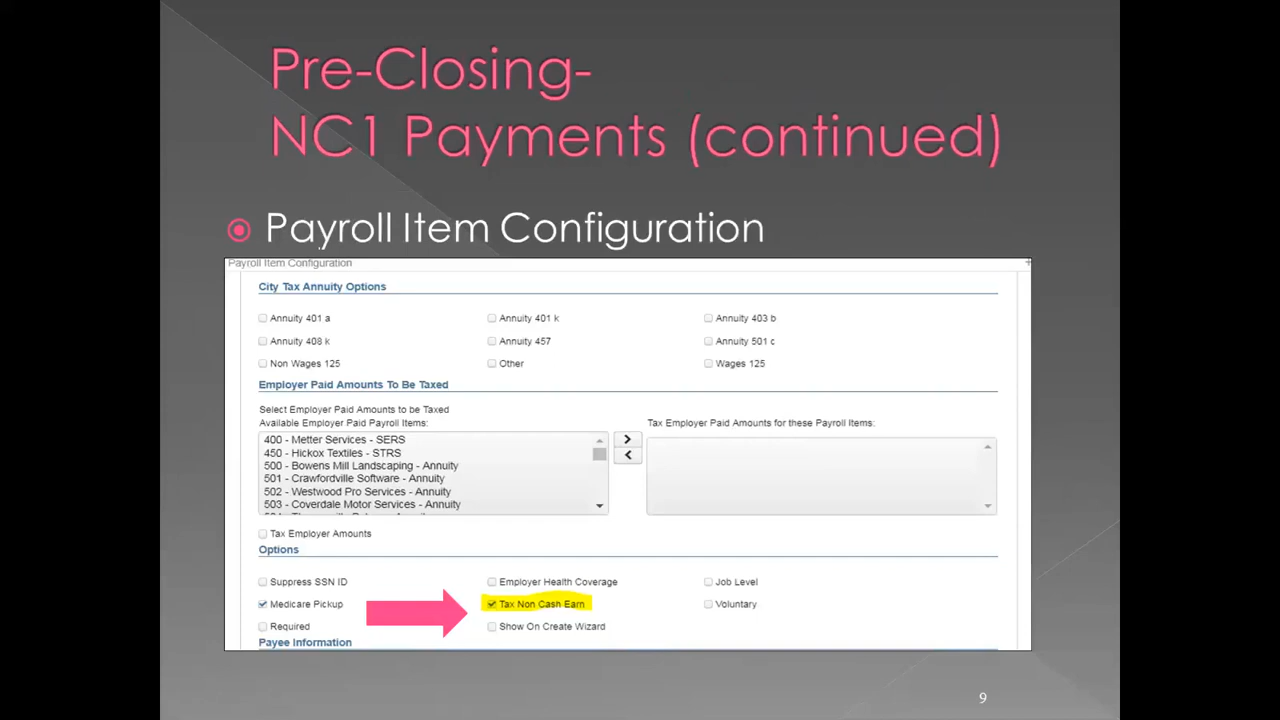 Pre-Closing-
NC1 Payments (continued)
Payroll Item Configuration
Payroll Item Configuration
+
City Tax Annuity Options
Annuity 401 a Annuity 401 k Annuity 403 b
Annuity 408 k Annuity 457 Annuity 501 c
Non Wages 125 Other Wages 125
Employer Paid Amounts To Be Taxed
Select Employer Paid Amounts to be Taxed
Available Employer Paid Payroll Items: Tax Employer Paid Amounts for these Payroll Items:
400 - Metter Services - SERS
450 - Hickox Textiles - STRS
500 - Bowens Mill Landscaping - Annuity
501 - Crawfordville Software - Annuity
502 - Westwood Pro Services - Annuity
503 - Coverdale Motor Services - Annuity
Tax Employer Amounts
Options
Suppress SSN ID Employer Health Coverage Job Level
Medicare Pickup Tax Non Cash Earn Voluntary
Required Show On Create Wizard
Payee Information
9